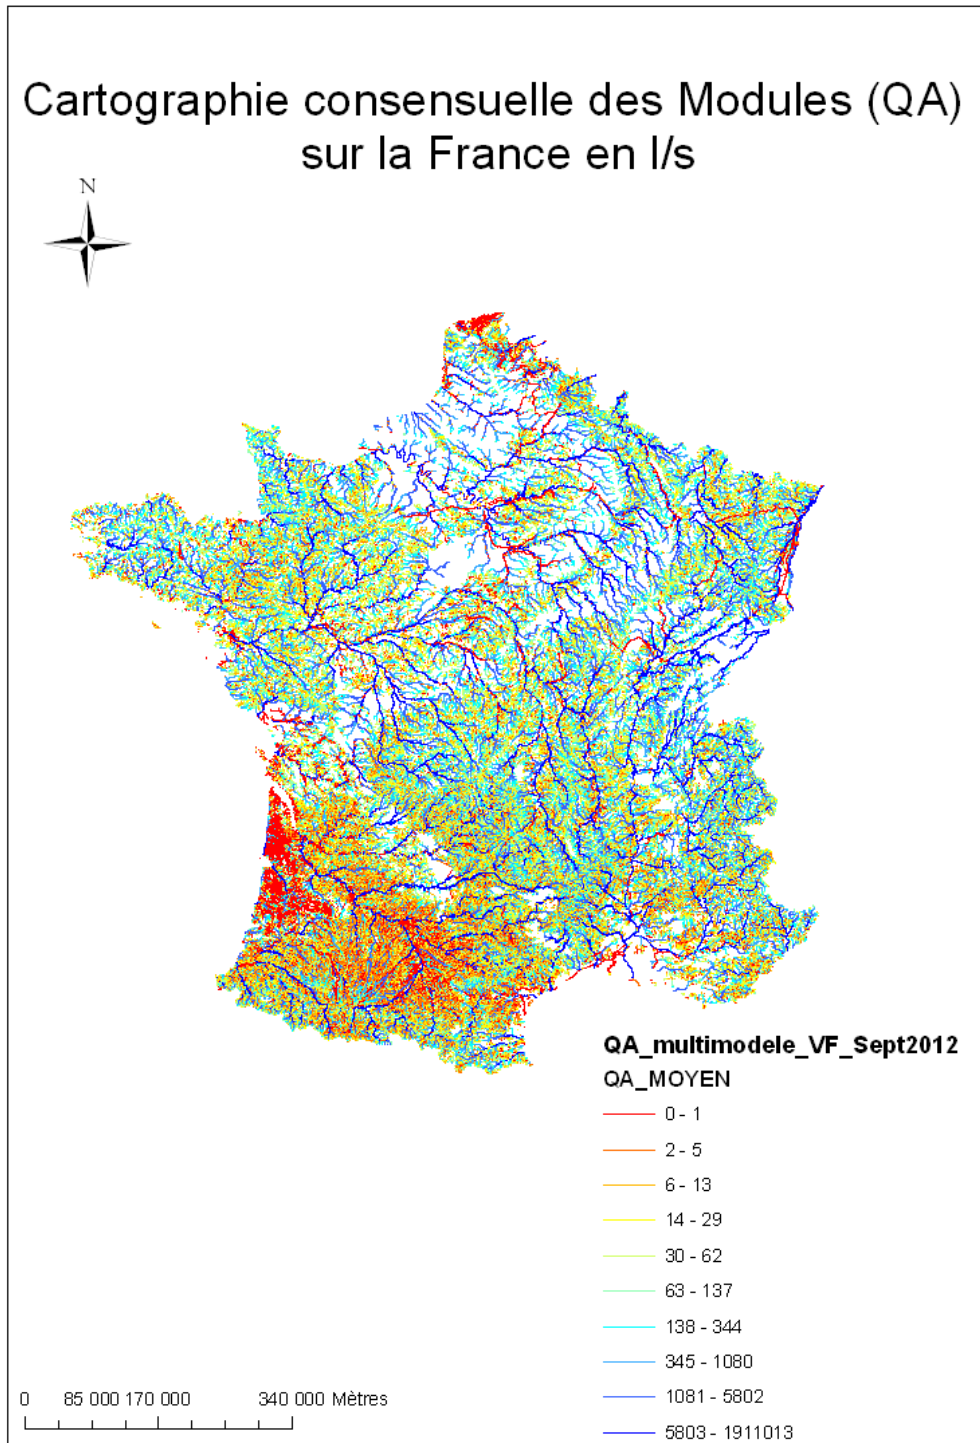 Cartographie consensuelle des Modules (QA)
sur la France en l/s
N
QA_multimodele_VF_Sept2012
QA_MOYEN
0 - 1
2 - 5
6 - 13
14 - 29
30 - 62
63 - 137
138 - 344
345 - 1080
1081 - 5802
5803 - 1911013
0 85 000 170 000 340 000 Mètres